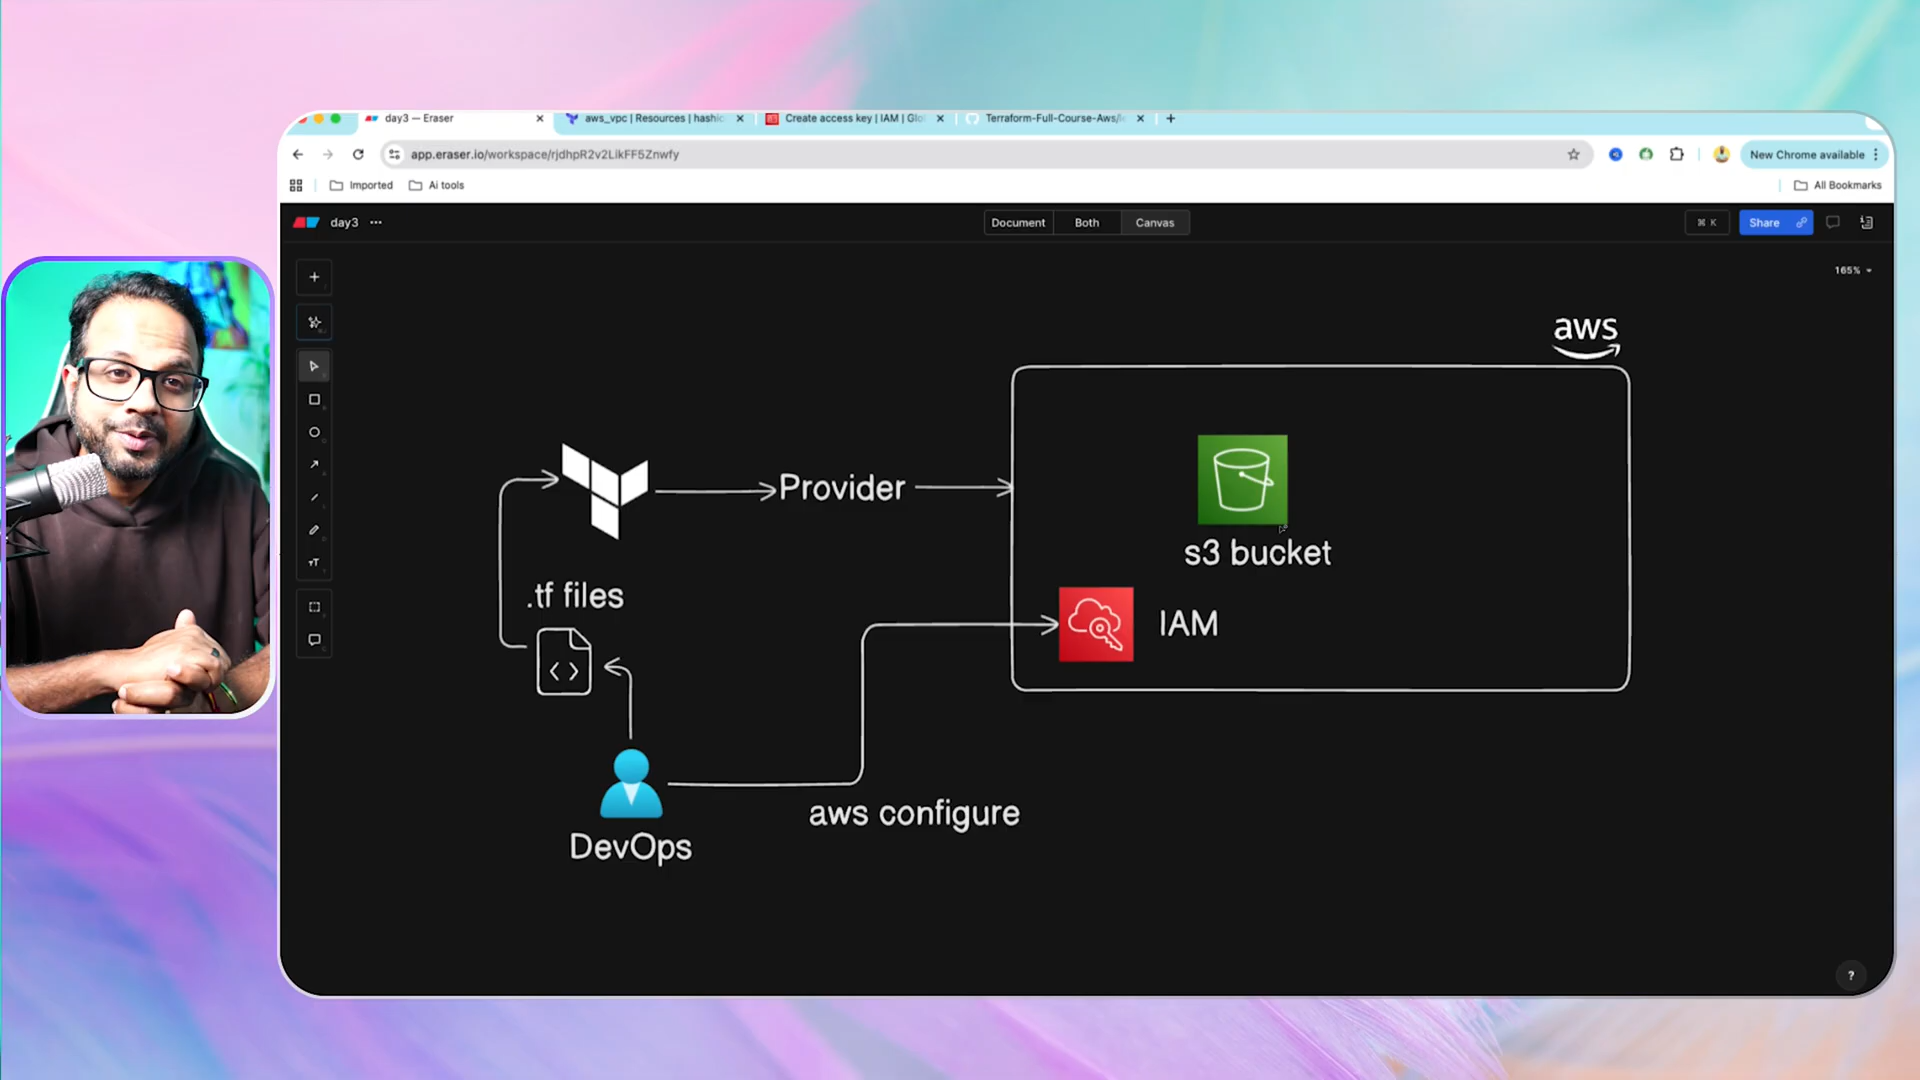 day3 — Eraser
aws_vpc | Resources | hashic
Create access key | IAM | Glo
Terraform-Full-Course-Aws/le
app.eraser.io/workspace/rjdhpR2v2LikFF5Znwfy
New Chrome available
Imported
Ai tools
All Bookmarks
day3
Document
Both
Canvas
⌘ K
Share
165%
aws
Provider
s3 bucket
.tf files
IAM
aws configure
DevOps
?